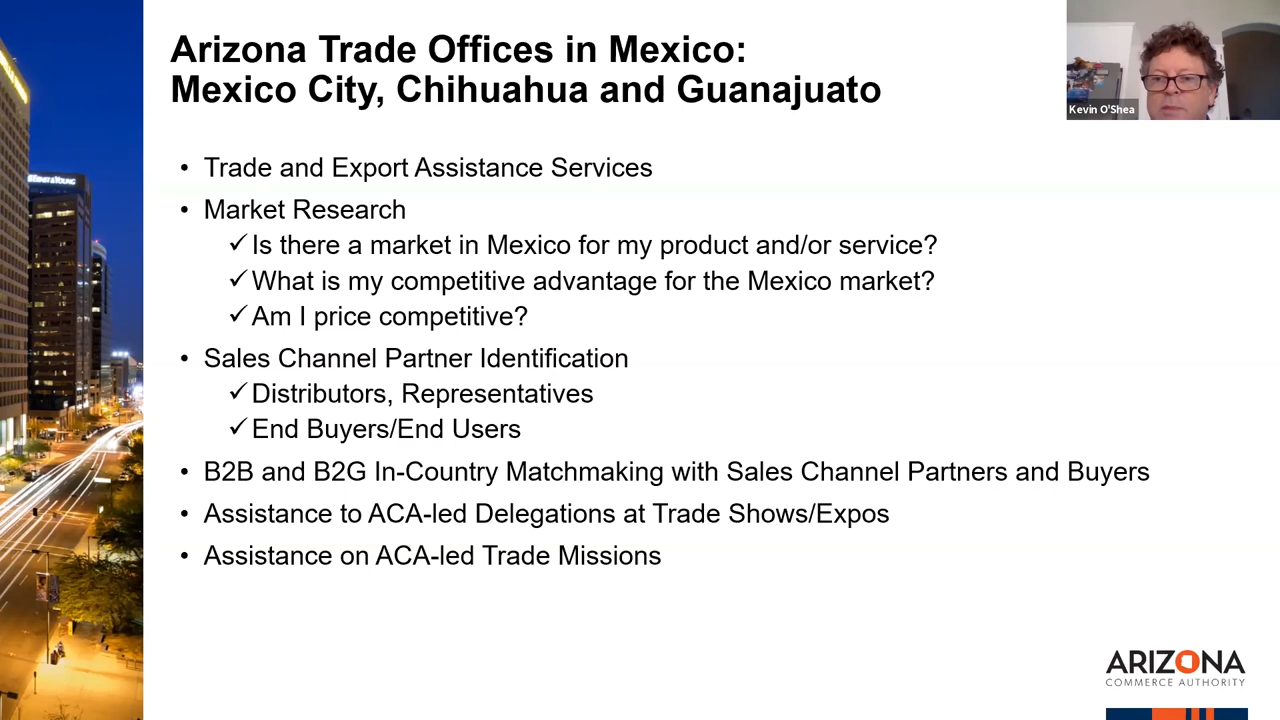 Arizona Trade Offices in Mexico:
Mexico City, Chihuahua and Guanajuato
Kevin O'Shea
• Trade and Export Assistance Services
• Market Research
✓ Is there a market in Mexico for my product and/or service?
✓ What is my competitive advantage for the Mexico market?
✓ Am I price competitive?
• Sales Channel Partner Identification
✓ Distributors, Representatives
✓ End Buyers/End Users
• B2B and B2G In-Country Matchmaking with Sales Channel Partners and Buyers
• Assistance to ACA-led Delegations at Trade Shows/Expos
• Assistance on ACA-led Trade Missions
ERNST & YOUNG
ARIZONA
COMMERCE AUTHORITY